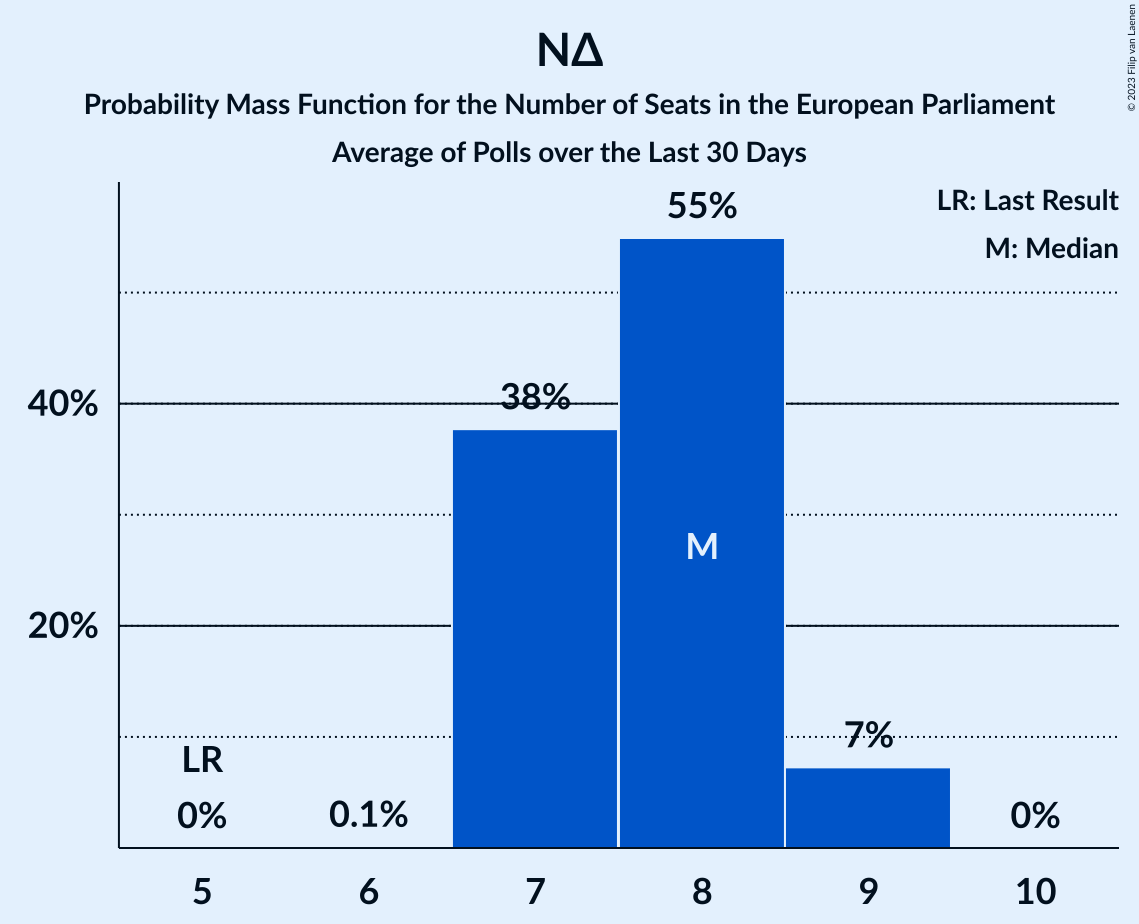 ΝΔ
Probability Mass Function for the Number of Seats in the European Parliament
Average of Polls over the Last 30 Days
© 2023 Filip van Laenen
LR: Last Result
M: Median
55%
38%
40%
M
20%
7%
LR
0%
0.1%
0%
5
6
7
8
9
10